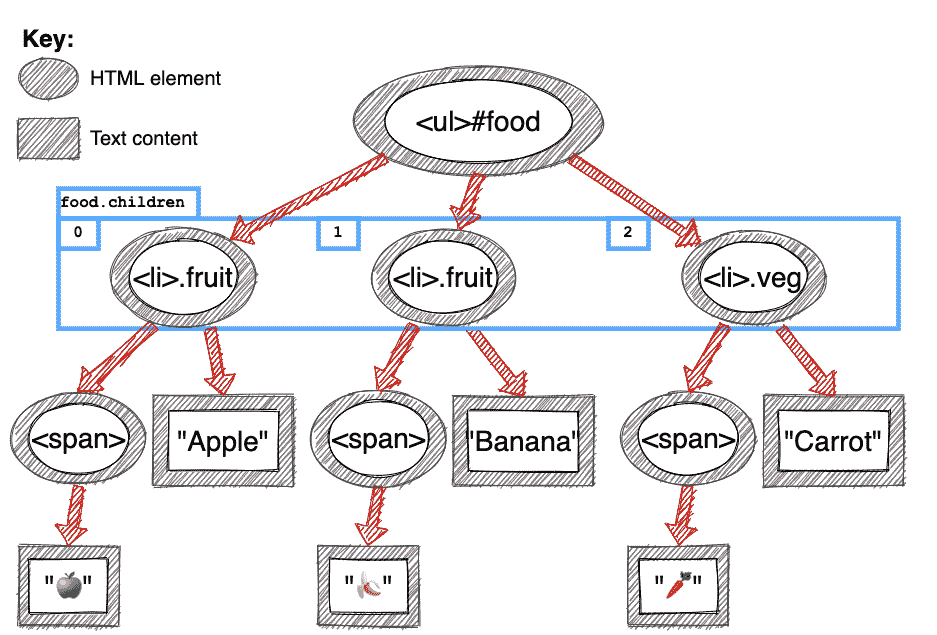 Key:
HTML element
Text content
<ul>#food
food.children
0
1
2
<li>.fruit
<li>.fruit
<li>.veg
<span>
"Apple"
<span>
"Banana"
<span>
"Carrot"
"🍎"
"🍌"
"🥕"